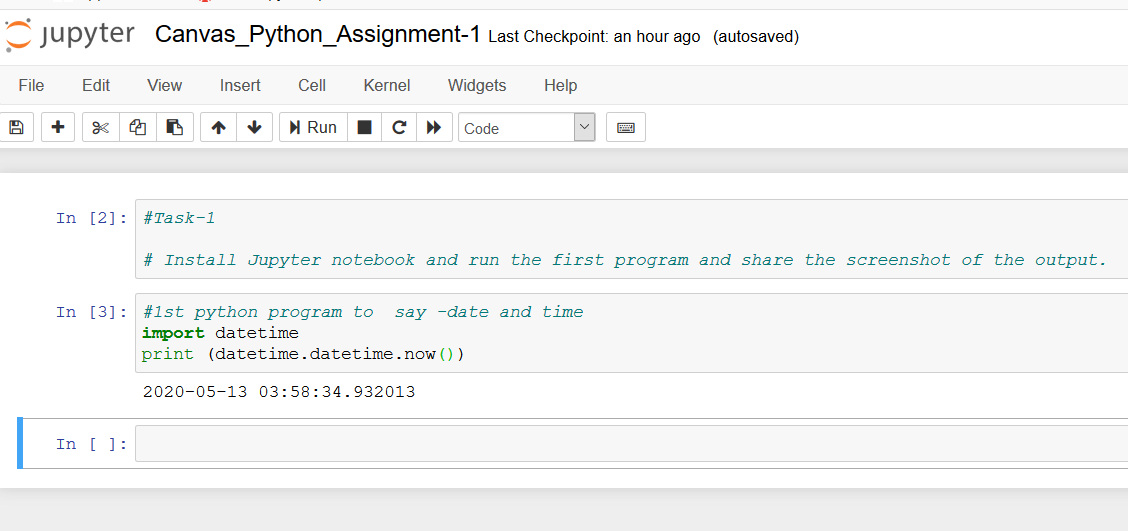 jupyter Canvas_Python_Assignment-1 Last Checkpoint: an hour ago (autosaved)
File Edit View Insert Cell Kernel Widgets Help
Run Code
In [2]: #Task-1
# Install Jupyter notebook and run the first program and share the screenshot of the output.
In [3]: #1st python program to  say -date and time
import datetime
print (datetime.datetime.now())
2020-05-13 03:58:34.932013
In [ ]: